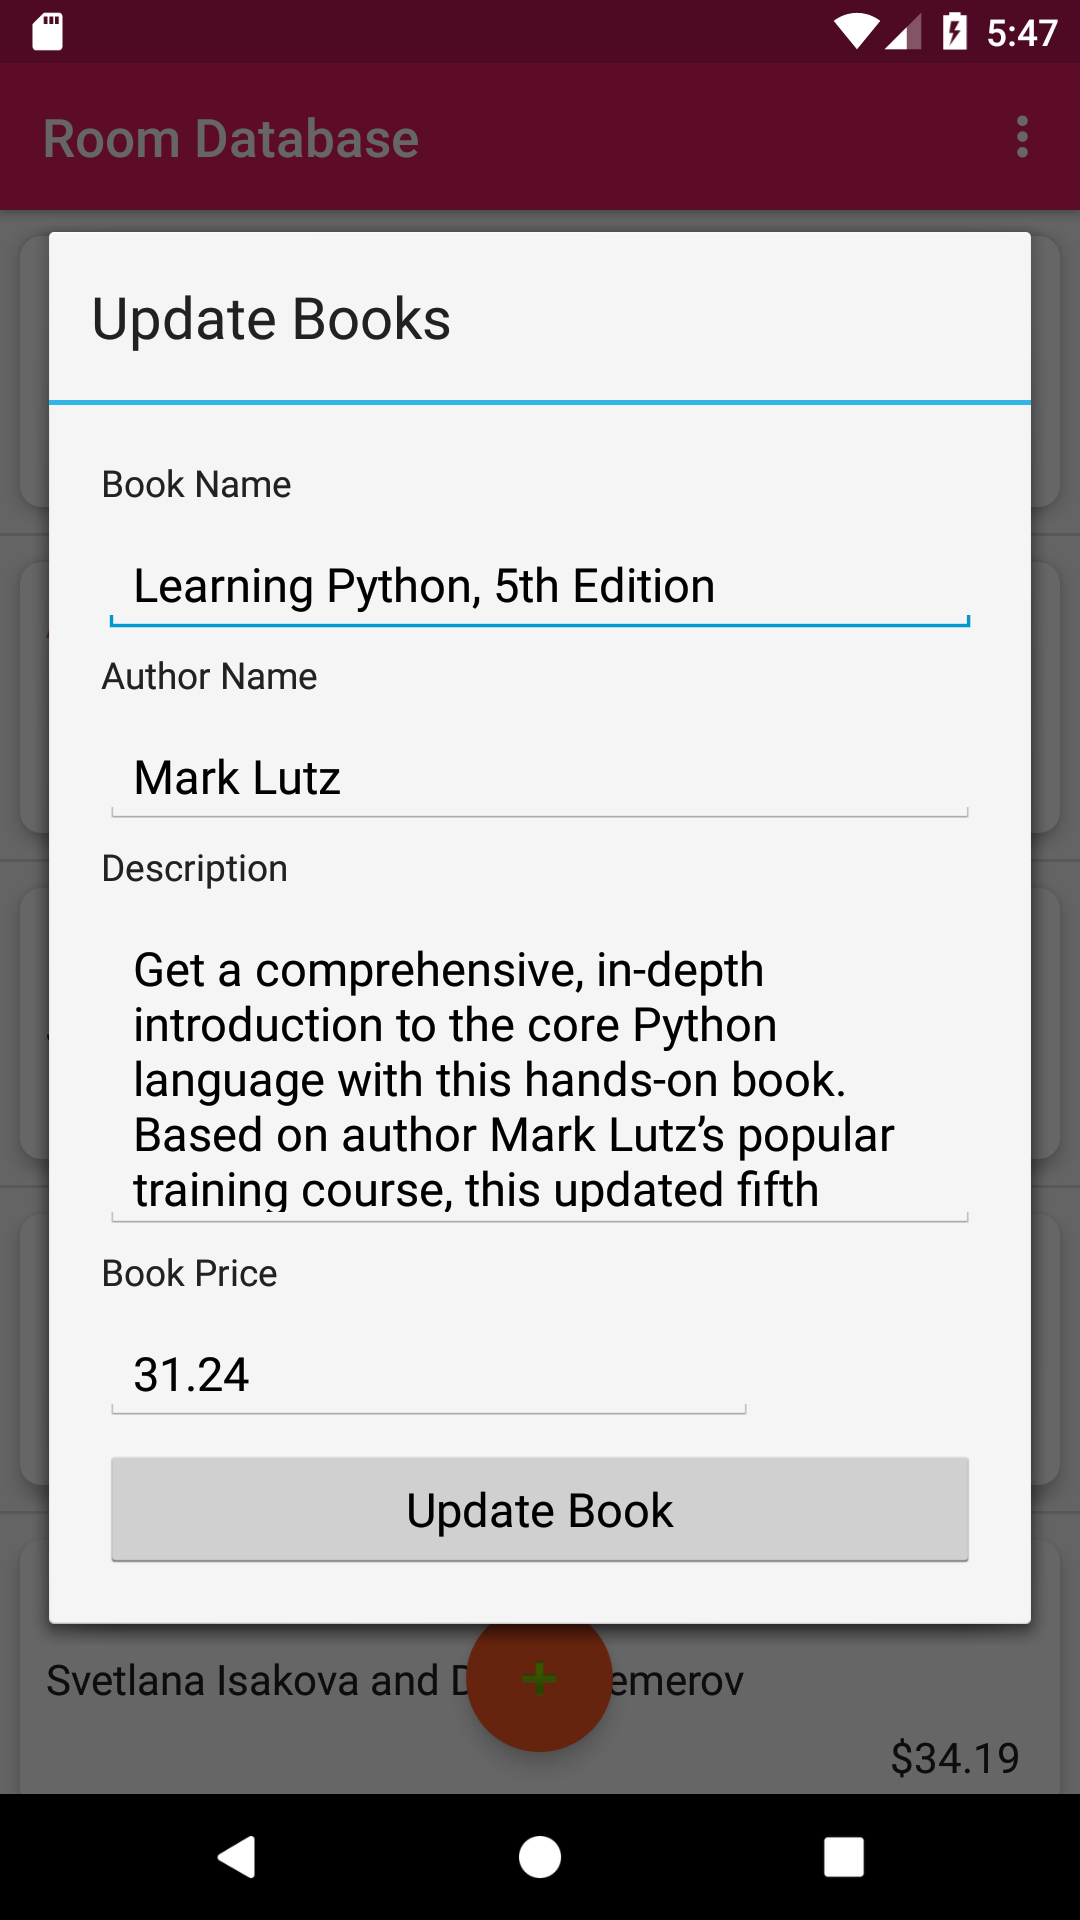 5:47
Room Database
Update Books
Book Name
Learning Python, 5th Edition
Author Name
Mark Lutz
Description
Get a comprehensive, in-depth
introduction to the core Python
language with this hands-on book.
Based on author Mark Lutz’s popular
training course, this updated fifth
Book Price
31.24
Update Book
Svetlana Isakova and D emerov
$34.19